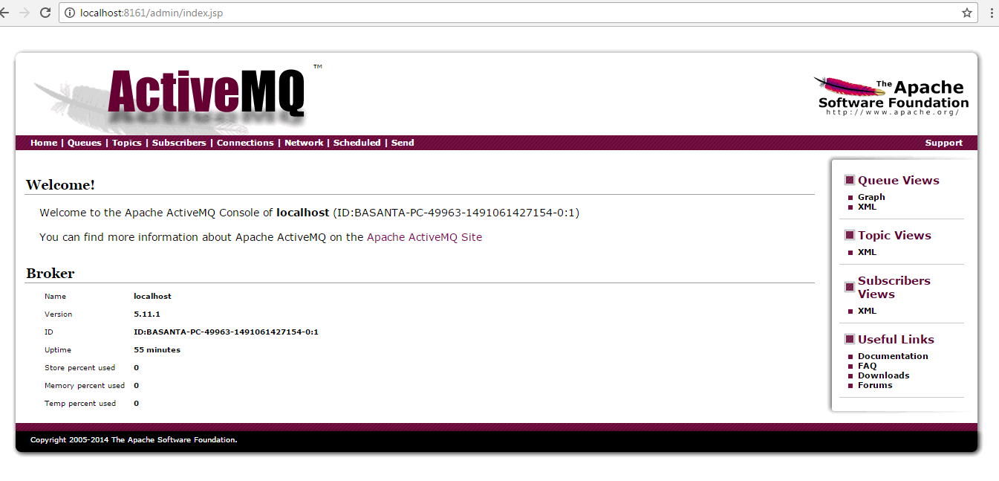 localhost:8161/admin/index.jsp
ActiveMQ ™
The Apache
Software Foundation
http://www.apache.org/
Home | Queues | Topics | Subscribers | Connections | Network | Scheduled | Send
Support
Welcome!
Welcome to the Apache ActiveMQ Console of localhost (ID:BASANTA-PC-49963-1491061427154-0:1)
You can find more information about Apache ActiveMQ on the Apache ActiveMQ Site
Broker
Name localhost
Version 5.11.1
ID ID:BASANTA-PC-49963-1491061427154-0:1
Uptime 55 minutes
Store percent used 0
Memory percent used 0
Temp percent used 0
Queue Views
Graph
XML
Topic Views
XML
Subscribers
Views
XML
Useful Links
Documentation
FAQ
Downloads
Forums
Copyright 2005-2014 The Apache Software Foundation.